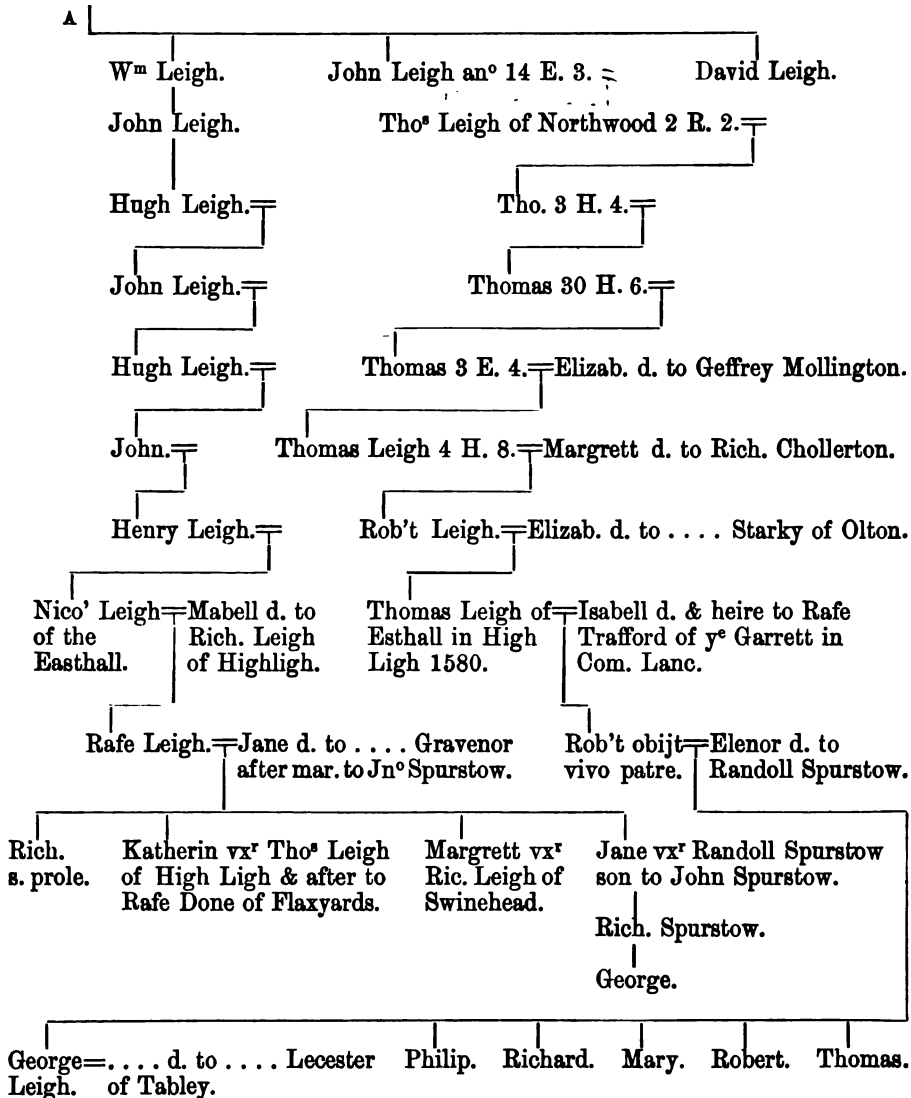 A
Wᵐ Leigh. John Leigh anᵒ 14 E. 3. = David Leigh.
John Leigh. Thoˢ Leigh of Northwood 2 R. 2.=
Hugh Leigh.= Tho. 3 H. 4.=
John Leigh.= Thomas 30 H. 6.=
Hugh Leigh.= Thomas 3 E. 4.=Elizab. d. to Geffrey Mollington.
John.= Thomas Leigh 4 H. 8.=Margrett d. to Rich. Chollerton.
Henry Leigh.= Rob't Leigh.=Elizab. d. to . . . . Starky of Olton.
Nico' Leigh=Mabell d. to Thomas Leigh of=Isabell d. & heire to Rafe
of the Rich. Leigh Esthall in High Trafford of yᵉ Garrett in
Easthall. of Highligh. Ligh 1580. Com. Lanc.
Rafe Leigh.=Jane d. to . . . . Gravenor Rob't obijt=Elenor d. to
after mar. to Jnᵒ Spurstow. vivo patre. Randoll Spurstow.
Rich. Katherin vxʳ Thoˢ Leigh Margrett vxʳ Jane vxʳ Randoll Spurstow
s. prole. of High Ligh & after to Ric. Leigh of son to John Spurstow.
Rafe Done of Flaxyards. Swinehead.
Rich. Spurstow.
George.
George=. . . . d. to . . . . Lecester Philip. Richard. Mary. Robert. Thomas.
Leigh. of Tabley.